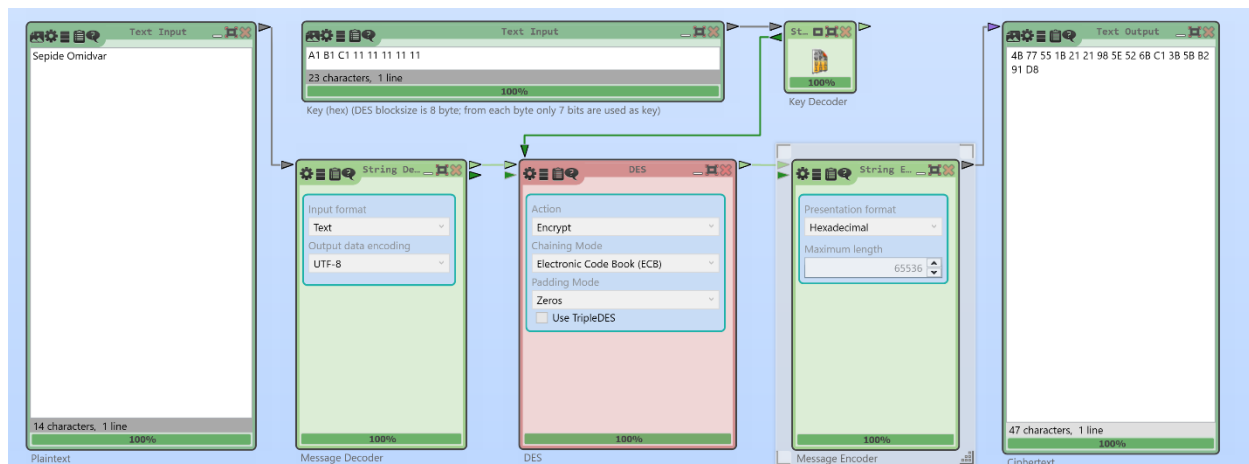 Text Input
Sepide Omidvar
14 characters, 1 line
100%
Plaintext
Text Input
A1 B1 C1 11 11 11 11 11
23 characters, 1 line
100%
Key (hex) (DES blocksize is 8 byte; from each byte only 7 bits are used as key)
St...
100%
Key Decoder
String De...
Input format
Text
Output data encoding
UTF-8
100%
Message Decoder
DES
Action
Encrypt
Chaining Mode
Electronic Code Book (ECB)
Padding Mode
Zeros
Use TripleDES
100%
DES
String E...
Presentation format
Hexadecimal
Maximum length
65536
100%
Message Encoder
Text Output
4B 77 55 1B 21 21 98 5E 52 6B C1 3B 5B B2
91 D8
47 characters, 1 line
100%
Ciphertext